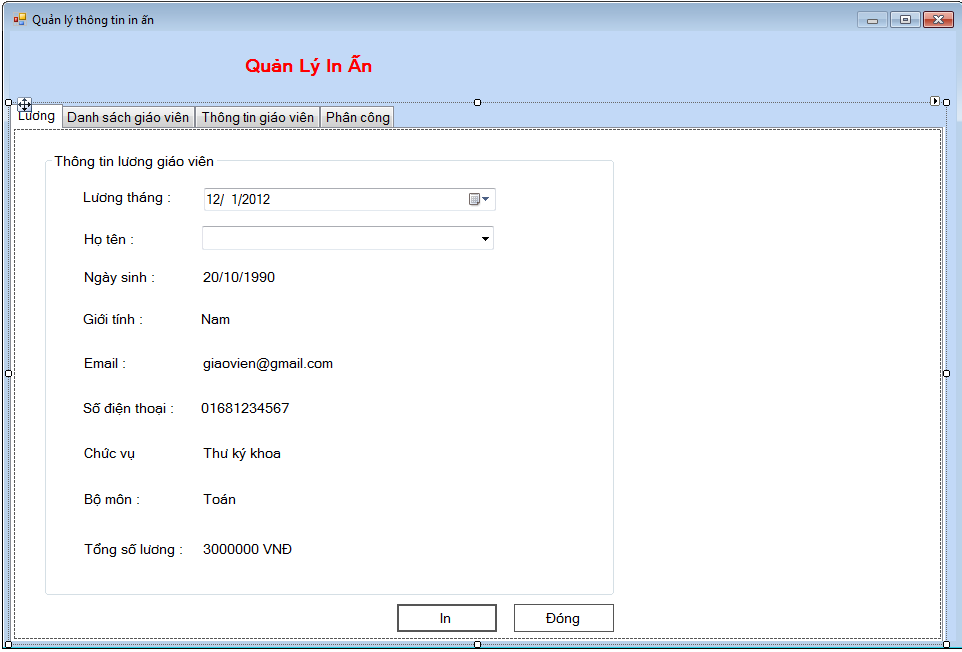 Quản lý thông tin in ấn
Quản Lý In Ấn
Lương Danh sách giáo viên Thông tin giáo viên Phân công
Thông tin lương giáo viên
Lương tháng : 12/ 1/2012
Họ tên :
Ngày sinh : 20/10/1990
Giới tính : Nam
Email : giaovien@gmail.com
Số điện thoại : 01681234567
Chức vụ Thư ký khoa
Bộ môn : Toán
Tổng số lương : 3000000 VNĐ
In Đóng